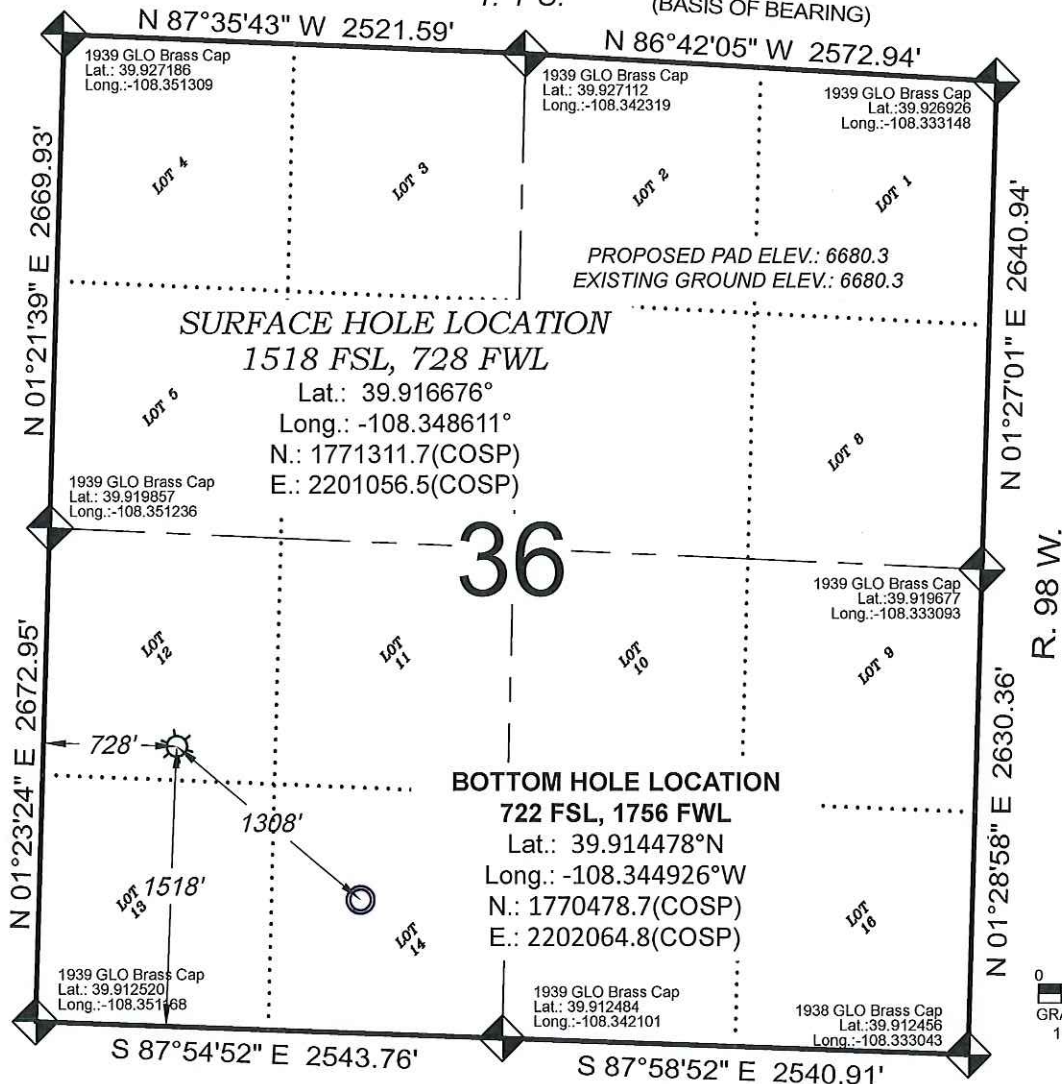 (BASIS OF BEARING)
N 87°35'43" W 2521.59'
N 86°42'05" W 2572.94'
1939 GLO Brass Cap
Lat.: 39.927186
Long.:-108.351309
1939 GLO Brass Cap
Lat.: 39.927112
Long.:-108.342319
1939 GLO Brass Cap
Lat.:39.926926
Long.:-108.333148
N 01°21'39" E 2669.93'
LOT 4
LOT 3
LOT 2
LOT 1
N 01°27'01" E 2640.94'
PROPOSED PAD ELEV.: 6680.3
EXISTING GROUND ELEV.: 6680.3
SURFACE HOLE LOCATION
1518 FSL, 728 FWL
Lat.: 39.916676°
Long.: -108.348611°
N.: 1771311.7(COSP)
E.: 2201056.5(COSP)
LOT 5
LOT 8
1939 GLO Brass Cap
Lat.: 39.919857
Long.:-108.351236
36
1939 GLO Brass Cap
Lat.:39.919677
Long.:-108.333093
R. 98 W.
N 01°23'24" E 2672.95'
LOT
12
LOT
11
LOT
10
LOT 9
N 01°28'58" E 2630.36'
728'
1308'
1518'
BOTTOM HOLE LOCATION
722 FSL, 1756 FWL
Lat.: 39.914478°N
Long.: -108.344926°W
N.: 1770478.7(COSP)
E.: 2202064.8(COSP)
LOT
13
LOT
14
LOT
16
1939 GLO Brass Cap
Lat.: 39.912520
Long.:-108.351168
1939 GLO Brass Cap
Lat.: 39.912484
Long.:-108.342101
1938 GLO Brass Cap
Lat.:39.912456
Long.:-108.333043
0
GRA
1
S 87°54'52" E 2543.76'
S 87°58'52" E 2540.91'